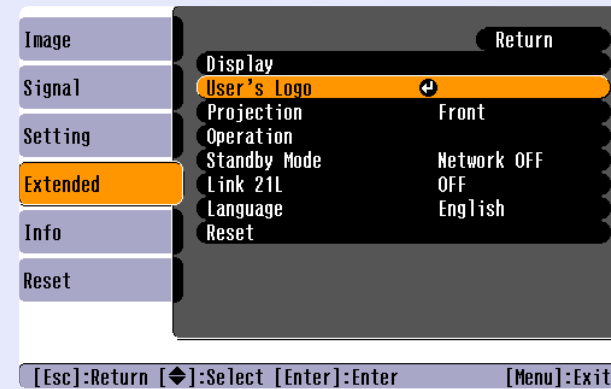 Image
Signal
Setting
Extended
Info
Reset
Return
Display
User's Logo
Projection Front
Operation
Standby Mode Network OFF
Link 21L OFF
Language English
Reset
[Esc]:Return [◆]:Select [Enter]:Enter [Menu]:Exit